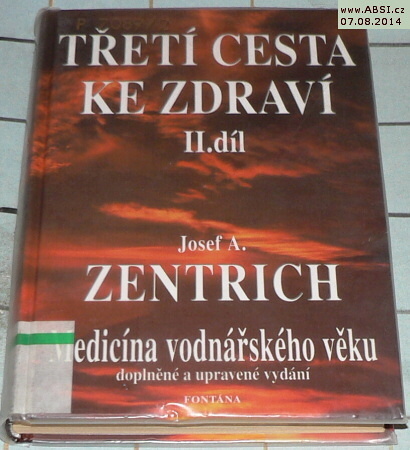 www.ABSI.cz
07.08.2014
TŘETÍ CESTA
KE ZDRAVÍ
II.díl
Josef A.
ZENTRICH
Medicína vodnářského věku
doplněné a upravené vydání
FONTÁNA